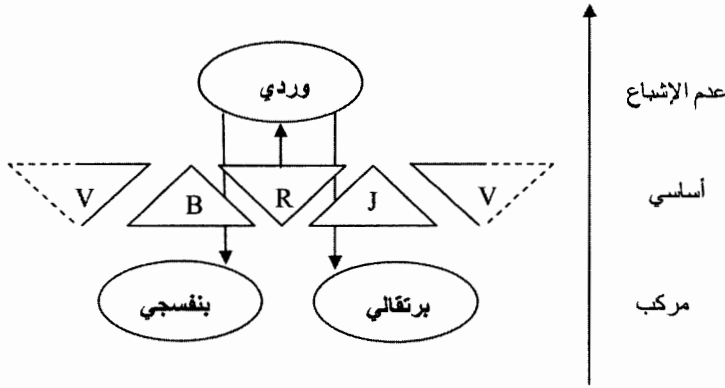 وردي
عدم الإشباع
V B R J V
أساسي
بنفسجي
برتقالي
مركب